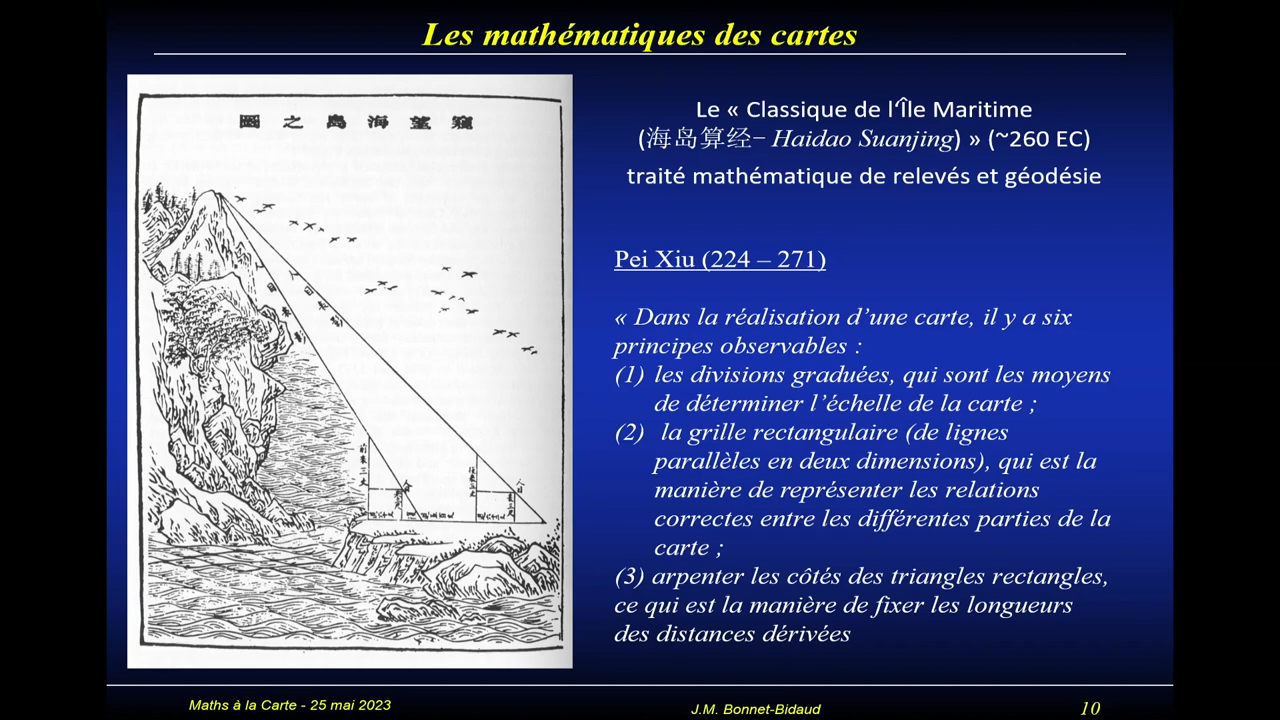 Les mathématiques des cartes
圖之島海望窺
Le « Classique de l‘Île Maritime
(海岛算经– Haidao Suanjing) » (~260 EC)
traité mathématique de relevés et géodésie
Pei Xiu (224 – 271)
« Dans la réalisation d’une carte, il y a six
principes observables :
(1) les divisions graduées, qui sont les moyens
de déterminer l’échelle de la carte ;
(2) la grille rectangulaire (de lignes
parallèles en deux dimensions), qui est la
manière de représenter les relations
correctes entre les différentes parties de la
carte ;
(3) arpenter les côtés des triangles rectangles,
ce qui est la manière de fixer les longueurs
des distances dérivées
Maths à la Carte - 25 mai 2023
J.M. Bonnet-Bidaud
10